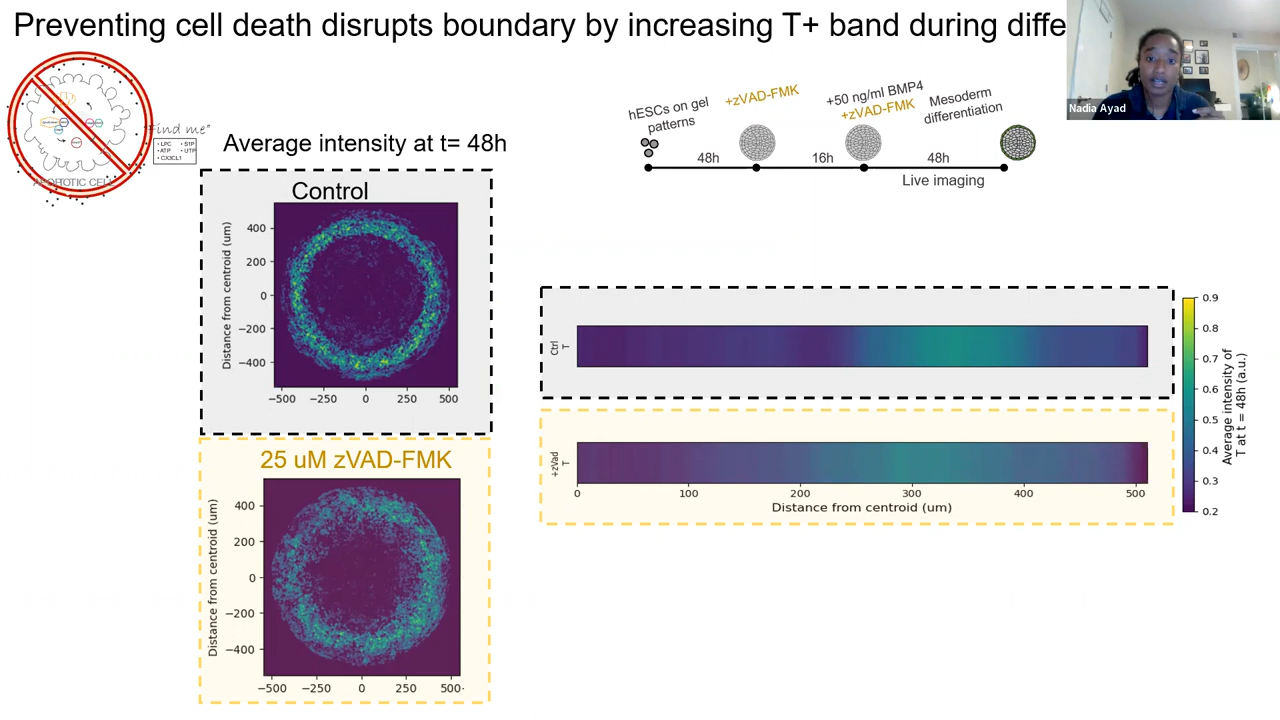 Preventing cell death disrupts boundary by increasing T+ band during diffe
Nadia Ayad
"Find me"
• LPC • S1P
• ATP • UTP
• CX3CL1
APOPTOTIC CELL
hESCs on gel
patterns
+zVAD-FMK
+50 ng/ml BMP4
+zVAD-FMK
Mesoderm
differentiation
48h
16h
48h
Live imaging
Average intensity at t= 48h
Control
Distance from centroid (um)
400
200
0
−200
−400
−500 −250 0 250 500
25 uM zVAD-FMK
Distance from centroid (um)
400
200
0
−200
−400
−500 −250 0 250 500
Ctrl
T
+zVad
T
0 100 200 300 400 500
Distance from centroid (um)
0.9
0.8
0.7
0.6
0.5
0.4
0.3
0.2
Average intensity of
T at t = 48h (a.u.)